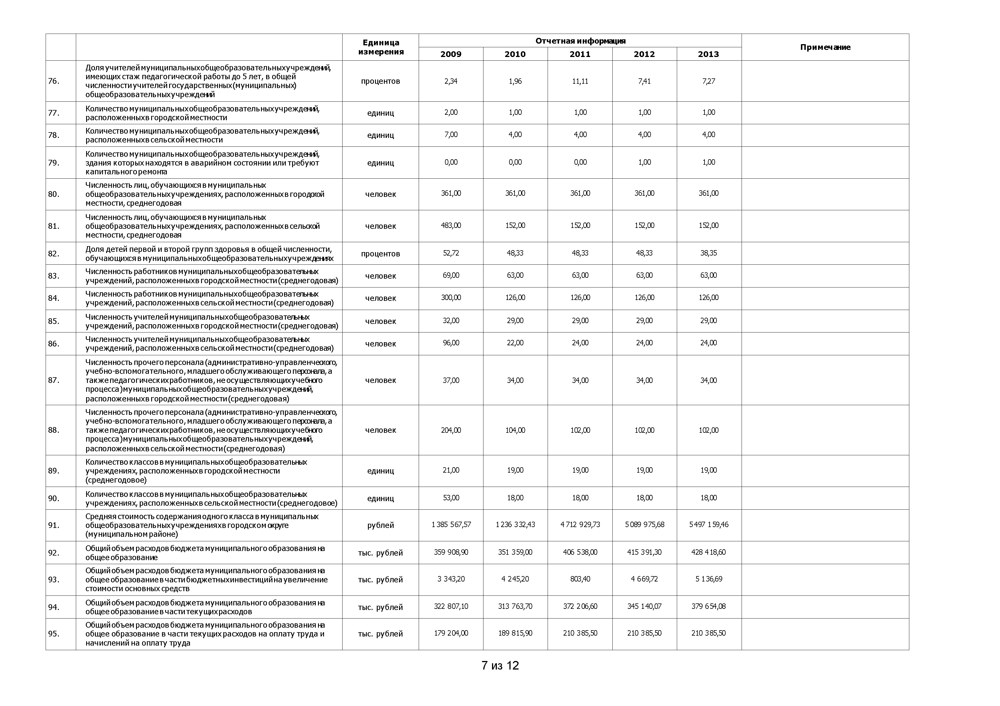 Единица измерения
Отчетная информация
Примечание
2009 2010 2011 2012 2013
76. Доля учителей муниципальных общеобразовательных учреждений,
имеющих стаж педагогической работы до 5 лет, в общей
численности учителей государственных (муниципальных)
общеобразовательных учреждений
процентов 2,34 1,96 11,11 7,41 7,27
77. Количество муниципальных общеобразовательных учреждений,
расположенных в городской местности
единиц 2,00 1,00 1,00 1,00 1,00
78. Количество муниципальных общеобразовательных учреждений,
расположенных в сельской местности
единиц 7,00 4,00 4,00 4,00 4,00
79. Количество муниципальных общеобразовательных учреждений,
здания которых находятся в аварийном состоянии или требуют
капитального ремонта
единиц 0,00 0,00 0,00 1,00 1,00
80. Численность лиц, обучающихся в муниципальных
общеобразовательных учреждениях, расположенных в городской
местности, среднегодовая
человек 361,00 361,00 361,00 361,00 361,00
81. Численность лиц, обучающихся в муниципальных
общеобразовательных учреждениях, расположенных в сельской
местности, среднегодовая
человек 483,00 152,00 152,00 152,00 152,00
82. Доля детей первой и второй групп здоровья в общей численности,
обучающихся в муниципальных общеобразовательных учреждениях
процентов 52,72 48,33 48,33 48,33 38,35
83. Численность работников муниципальных общеобразовательных
учреждений, расположенных в городской местности (среднегодовая)
человек 69,00 63,00 63,00 63,00 63,00
84. Численность работников муниципальных общеобразовательных
учреждений, расположенных в сельской местности (среднегодовая)
человек 300,00 126,00 126,00 126,00 126,00
85. Численность учителей муниципальных общеобразовательных
учреждений, расположенных в городской местности (среднегодовая)
человек 32,00 29,00 29,00 29,00 29,00
86. Численность учителей муниципальных общеобразовательных
учреждений, расположенных в сельской местности (среднегодовая)
человек 96,00 22,00 24,00 24,00 24,00
87. Численность прочего персонала (административно-управленческого,
учебно-вспомогательного, младшего обслуживающего персонала, а
также педагогических работников, не осуществляющих учебного
процесса) муниципальных общеобразовательных учреждений,
расположенных в городской местности (среднегодовая)
человек 37,00 34,00 34,00 34,00 34,00
88. Численность прочего персонала (административно-управленческого,
учебно-вспомогательного, младшего обслуживающего персонала, а
также педагогических работников, не осуществляющих учебного
процесса) муниципальных общеобразовательных учреждений,
расположенных в сельской местности (среднегодовая)
человек 204,00 104,00 102,00 102,00 102,00
89. Количество классов в муниципальных общеобразовательных
учреждениях, расположенных в городской местности
(среднегодовое)
единиц 21,00 19,00 19,00 19,00 19,00
90. Количество классов в муниципальных общеобразовательных
учреждениях, расположенных в сельской местности (среднегодовое)
единиц 53,00 18,00 18,00 18,00 18,00
91. Средняя стоимость содержания одного класса в муниципальных
общеобразовательных учреждениях в городском округе
(муниципальном районе)
рублей 1 385 567,57 1 236 332,43 4 712 929,73 5 089 975,68 5 497 159,46
92. Общий объем расходов бюджета муниципального образования на
общее образование
тыс. рублей 359 908,90 351 359,00 406 538,00 415 391,30 428 418,60
93. Общий объем расходов бюджета муниципального образования на
общее образование в части бюджетных инвестиций на увеличение
стоимости основных средств
тыс. рублей 3 343,20 4 245,20 803,40 4 669,72 5 136,69
94. Общий объем расходов бюджета муниципального образования на
общее образование в части текущих расходов
тыс. рублей 322 807,10 313 763,70 372 206,60 345 140,07 379 654,08
95. Общий объем расходов бюджета муниципального образования на
общее образование в части текущих расходов на оплату труда и
начислений на оплату труда
тыс. рублей 179 204,00 189 815,90 210 385,50 210 385,50 210 385,50
7 из 12